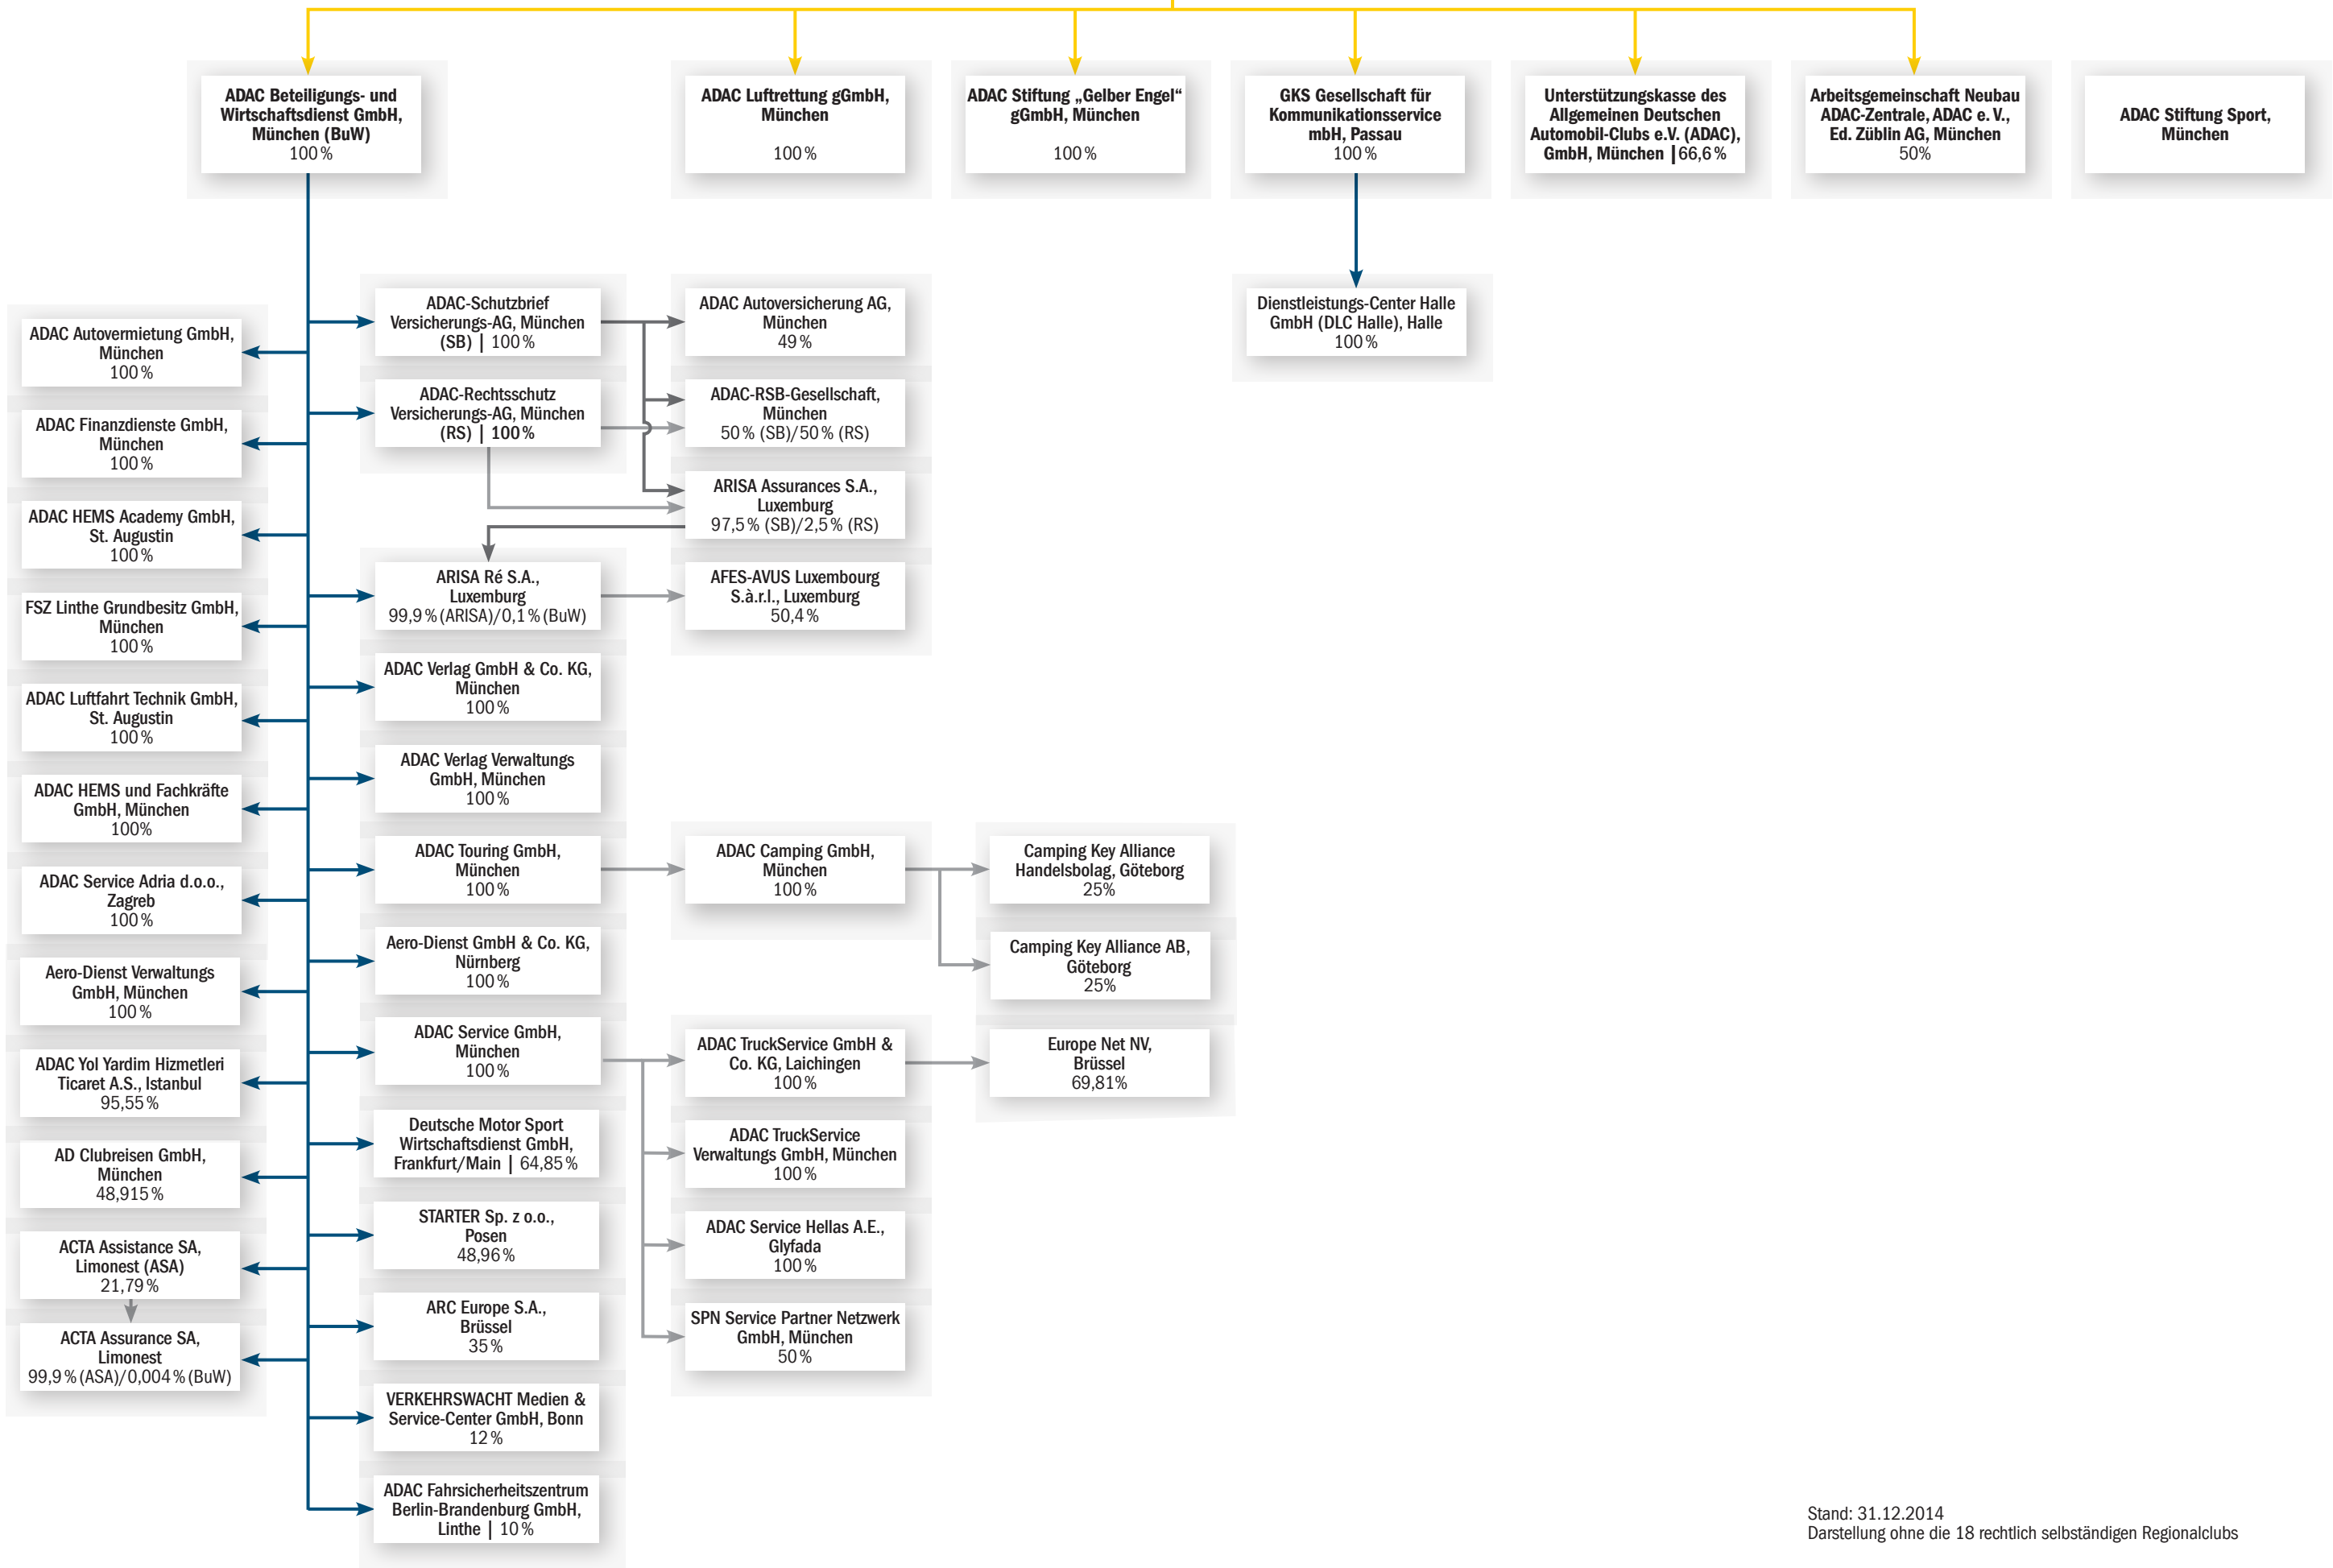 ADAC Beteiligungs- und
Wirtschaftsdienst GmbH,
München (BuW)
100 %
ADAC Luftrettung gGmbH,
München
100 %
ADAC Stiftung „Gelber Engel“
gGmbH, München
100 %
GKS Gesellschaft für
Kommunikationsservice
mbH, Passau
100 %
Unterstützungskasse des
Allgemeinen Deutschen
Automobil-Clubs e.V. (ADAC),
GmbH, München | 66,6 %
Arbeitsgemeinschaft Neubau
ADAC-Zentrale, ADAC e. V.,
Ed. Züblin AG, München
50%
ADAC Stiftung Sport,
München
ADAC Autovermietung GmbH,
München
100 %
ADAC Finanzdienste GmbH,
München
100 %
ADAC HEMS Academy GmbH,
St. Augustin
100 %
FSZ Linthe Grundbesitz GmbH,
München
100 %
ADAC Luftfahrt Technik GmbH,
St. Augustin
100 %
ADAC HEMS und Fachkräfte
GmbH, München
100%
ADAC Service Adria d.o.o.,
Zagreb
100 %
Aero-Dienst Verwaltungs
GmbH, München
100 %
ADAC Yol Yardim Hizmetleri
Ticaret A.S., Istanbul
95,55 %
AD Clubreisen GmbH,
München
48,915 %
ACTA Assistance SA,
Limonest (ASA)
21,79 %
ACTA Assurance SA,
Limonest
99,9 % (ASA)/0,004 % (BuW)
ADAC-Schutzbrief
Versicherungs-AG, München
(SB) | 100 %
ADAC-Rechtsschutz
Versicherungs-AG, München
(RS) | 100 %
ARISA Ré S.A.,
Luxemburg
99,9 % (ARISA)/0,1 % (BuW)
ADAC Verlag GmbH & Co. KG,
München
100 %
ADAC Verlag Verwaltungs
GmbH, München
100 %
ADAC Touring GmbH,
München
100 %
Aero-Dienst GmbH & Co. KG,
Nürnberg
100 %
ADAC Service GmbH,
München
100 %
Deutsche Motor Sport
Wirtschaftsdienst GmbH,
Frankfurt/Main | 64,85 %
STARTER Sp. z o.o.,
Posen
48,96 %
ARC Europe S.A.,
Brüssel
35 %
VERKEHRSWACHT Medien &
Service-Center GmbH, Bonn
12 %
ADAC Fahrsicherheitszentrum
Berlin-Brandenburg GmbH,
Linthe | 10 %
ADAC Autoversicherung AG,
München
49 %
ADAC-RSB-Gesellschaft,
München
50 % (SB)/50 % (RS)
ARISA Assurances S.A.,
Luxemburg
97,5 % (SB)/2,5 % (RS)
AFES-AVUS Luxembourg
S.à.r.l., Luxemburg
50,4 %
ADAC Camping GmbH,
München
100 %
ADAC TruckService GmbH &
Co. KG, Laichingen
100 %
ADAC TruckService
Verwaltungs GmbH, München
100 %
ADAC Service Hellas A.E.,
Glyfada
100 %
SPN Service Partner Netzwerk
GmbH, München
50 %
Camping Key Alliance
Handelsbolag, Göteborg
25%
Camping Key Alliance AB,
Göteborg
25%
Europe Net NV,
Brüssel
69,81%
Dienstleistungs-Center Halle
GmbH (DLC Halle), Halle
100 %
Stand: 31.12.2014
Darstellung ohne die 18 rechtlich selbständigen Regionalclubs